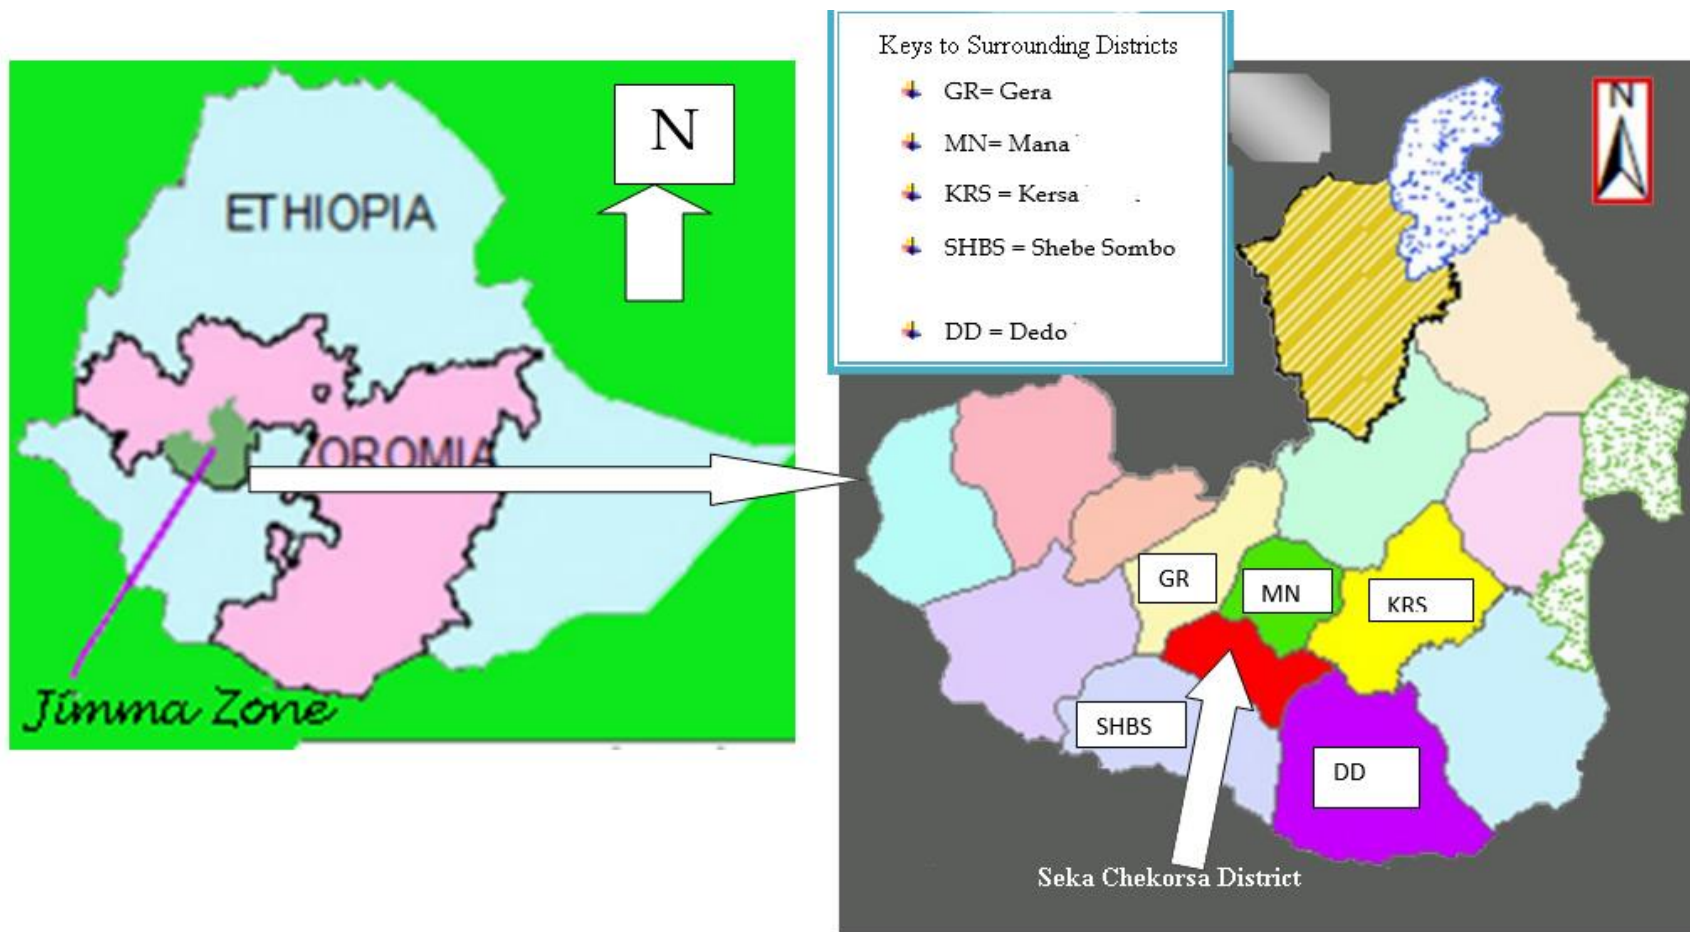 N
ETHIOPIA
OROMIA
Jimma Zone
Keys to Surrounding Districts
GR= Gera
MN= Mana
KRS = Kersa
SHBS = Shebe Sombo
DD = Dedo
N
GR
MN
KRS
SHBS
DD
Seka Chekorsa District